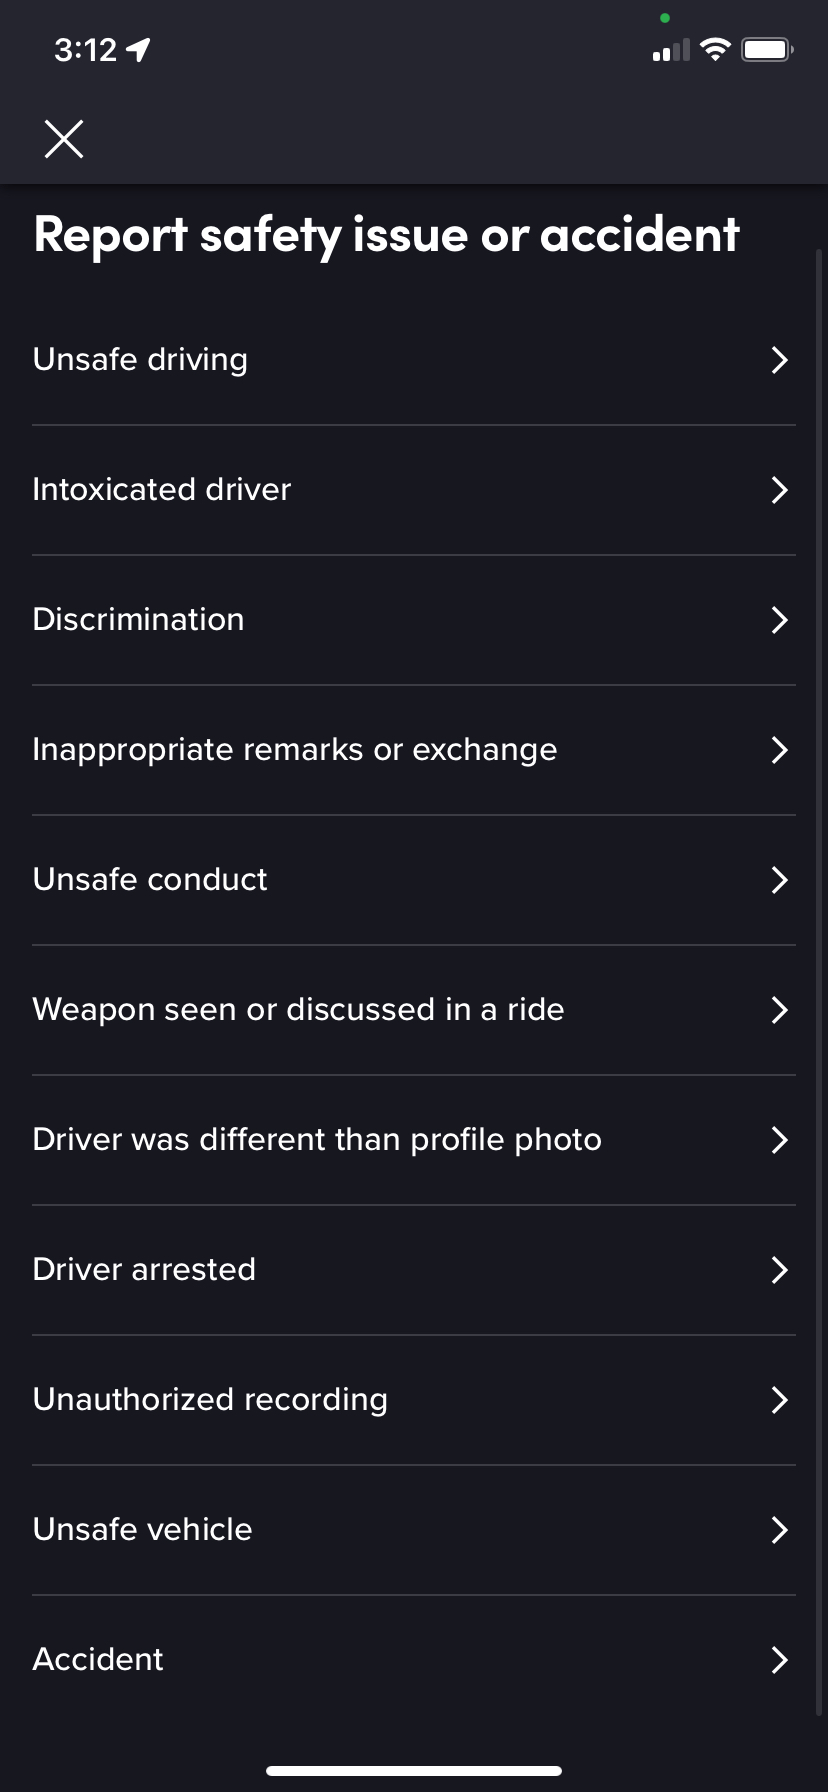 3:12
Report safety issue or accident
Unsafe driving
Intoxicated driver
Discrimination
Inappropriate remarks or exchange
Unsafe conduct
Weapon seen or discussed in a ride
Driver was different than profile photo
Driver arrested
Unauthorized recording
Unsafe vehicle
Accident